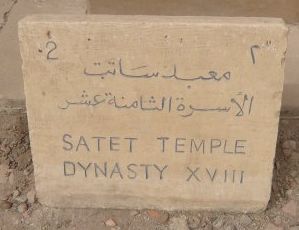 .2 ٢.
معبد ساتت
الأسرة الثامنة عشر
SATET TEMPLE
DYNASTY XVIII